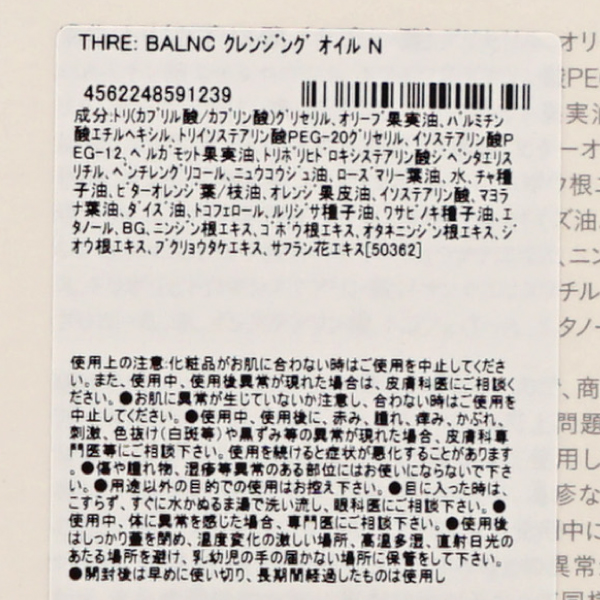 THRE: BALNC ｸﾚﾝｼﾞﾝｸﾞ ｵｲﾙ N
4562248591239
成分:ﾄﾘ(ｶﾌﾟﾘﾙ酸/ｶﾌﾟﾘﾝ酸)ｸﾞﾘｾﾘﾙ､ｵﾘｰﾌﾞ果実油､ﾊﾟﾙﾐﾁﾝ
酸ｴﾁﾙﾍｷｼﾙ､ﾄﾘｲｿｽﾃｱﾘﾝ酸PEG-20ｸﾞﾘｾﾘﾙ､ｲｿｽﾃｱﾘﾝ酸P
EG-12､ﾍﾞﾙｶﾞﾓｯﾄ果実油､ﾄﾘﾎﾟﾘﾋﾄﾞﾛｷｼｽﾃｱﾘﾝ酸ｼﾞﾍﾟﾝﾀｴﾘｽ
ﾘﾁﾙ､ﾍﾟﾝﾁﾚﾝｸﾞﾘｺｰﾙ､ﾆｭｳｺｳｼﾞｭ油､ﾛｰｽﾞﾏﾘｰ葉油､水､ﾁｬ種
子油､ﾋﾞﾀｰｵﾚﾝｼﾞ葉/枝油､ｵﾚﾝｼﾞ果皮油､ｲｿｽﾃｱﾘﾝ酸､ﾏﾖﾗ
ﾅ葉油､ﾀﾞｲｽﾞ油､ﾄｺﾌｪﾛｰﾙ､ﾙﾘｼﾞｻ種子油､ﾜｻﾋﾞﾉｷ種子油､ｴ
ﾀﾉｰﾙ､BG､ﾆﾝｼﾞﾝ根ｴｷｽ､ｺﾞﾎﾞｳ根ｴｷｽ､ｵﾀﾈﾆﾝｼﾞﾝ根ｴｷｽ､ｼﾞ
ｵｳ根ｴｷｽ､ﾌﾞｸﾘｮｳﾀｹｴｷｽ､ｻﾌﾗﾝ花ｴｷｽ[50362]
使用上の注意:化粧品がお肌に合わない時はご使用を中止してくださ
い。また、使用中、使用後異常が現れた場合は、皮膚科医にご相談く
ださい。●お肌に異常が生じていないか注意し、合わない時はご使用を
中止してください。●使用中、使用後に、赤み、腫れ、痒み、かぶれ、
刺激、色抜け(白斑等)や黒ずみ等の異常が現れた場合、皮膚科専
門医等にご相談下さい。使用を続けると症状が悪化することがあります
。●傷や腫れ物、湿疹等異常のある部位にはお使いにならないで下さ
い。●用途以外の目的での使用はお控え下さい。●目に入った時は、
こすらず、すぐに水かぬるま湯で洗い流し、眼科医にご相談下さい。●
使用中、体に異常を感じた場合、専門医にご相談下さい。●使用後
はしっかり蓋を閉め、温度変化の激しい場所、高温多湿、直射日光の
あたる場所を避け、乳幼児の手の届かない場所に保管をして下さい。
●開封後は早めに使い切り、長期間経過したものは使用し